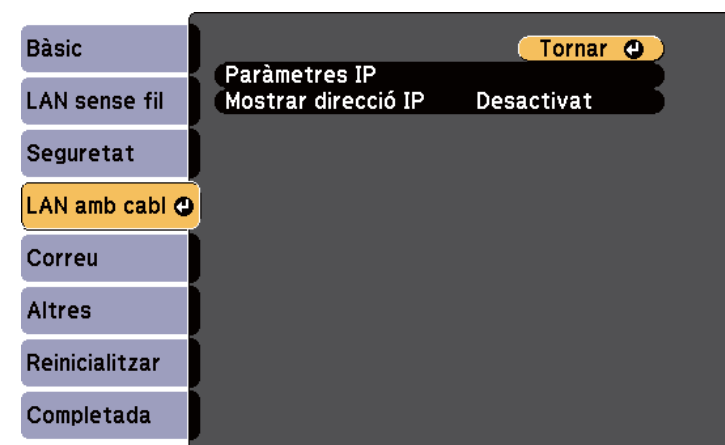 Bàsic
LAN sense fil
Seguretat
LAN amb cabl
Correu
Altres
Reinicialitzar
Completada
Tornar
Paràmetres IP
Mostrar direcció IP Desactivat